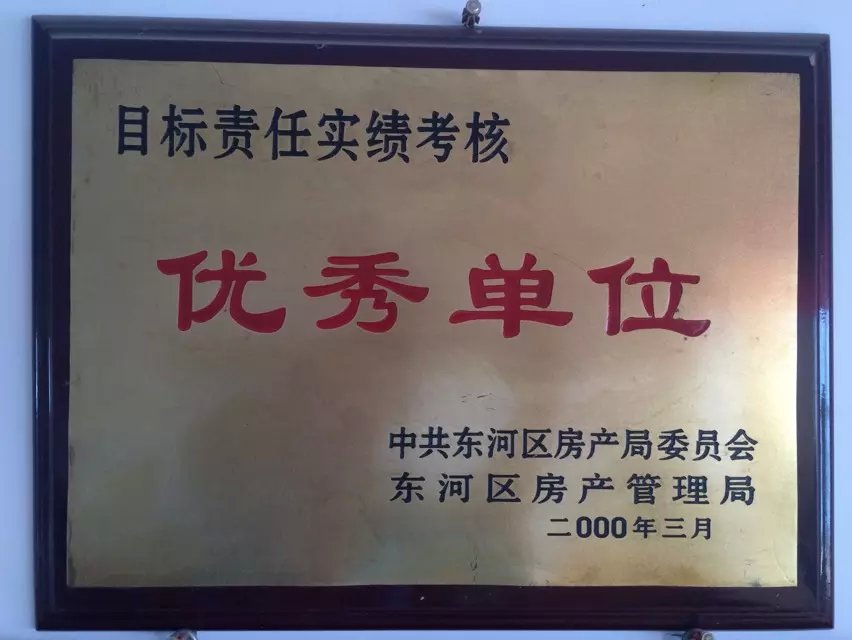 目标责任实绩考核
优秀单位
中共东河区房产局委员会
东河区房产管理局
二000年三月